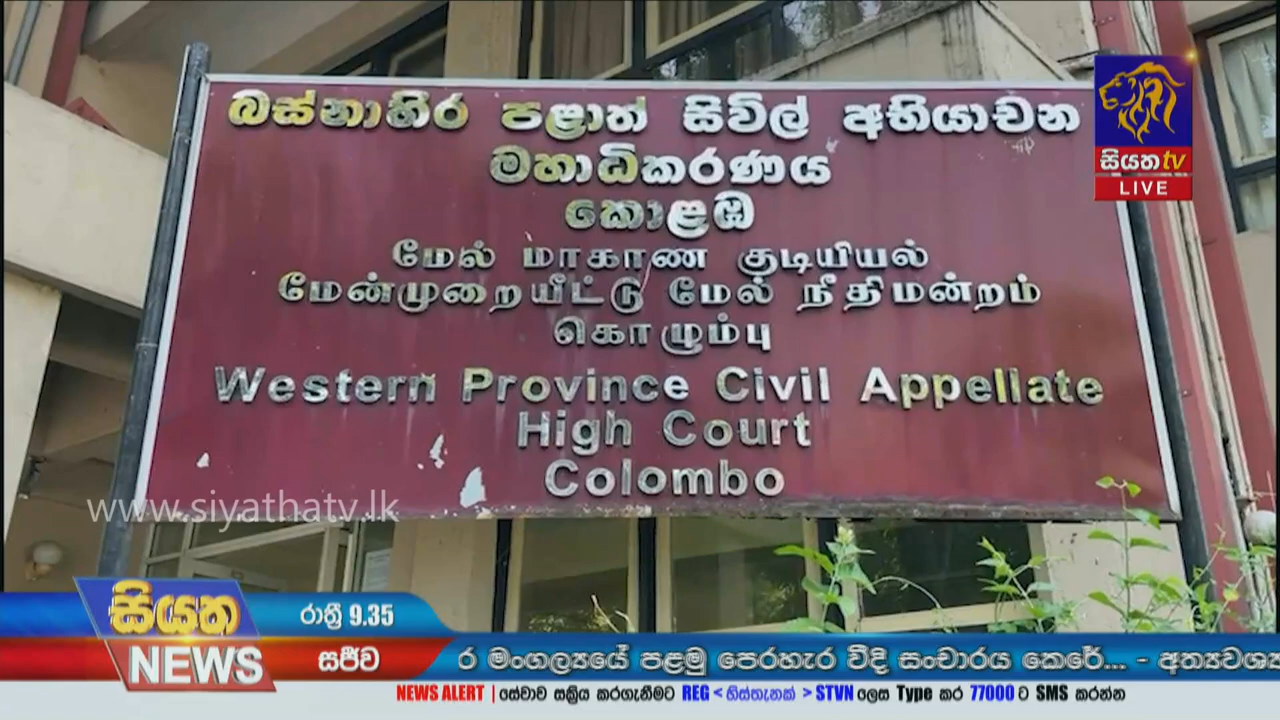 බස්නාහිර පළාත් සිවිල් අභියාචන
මහාධිකරණය
කොළඹ
மேல் மாகாண குடியியல்
மேன்முறையீட்டு மேல் நீதிமன்றம்
கொழும்பு
Western Province Civil Appellate
High Court
Colombo
සියත tv
LIVE
www.siyathatv.lk
සියත
NEWS
රාත්‍රී 9.35
සජීව
ර මංගල්‍යයේ පළමු පෙරහැර වීදි සංචාරය කෙරේ... - අත්‍යවශ්‍ය
NEWS ALERT | සේවාව සක්‍රිය කරගැනීමට REG < හිස්තැනක් > STVN ලෙස Type කර 77000 ට SMS කරන්න